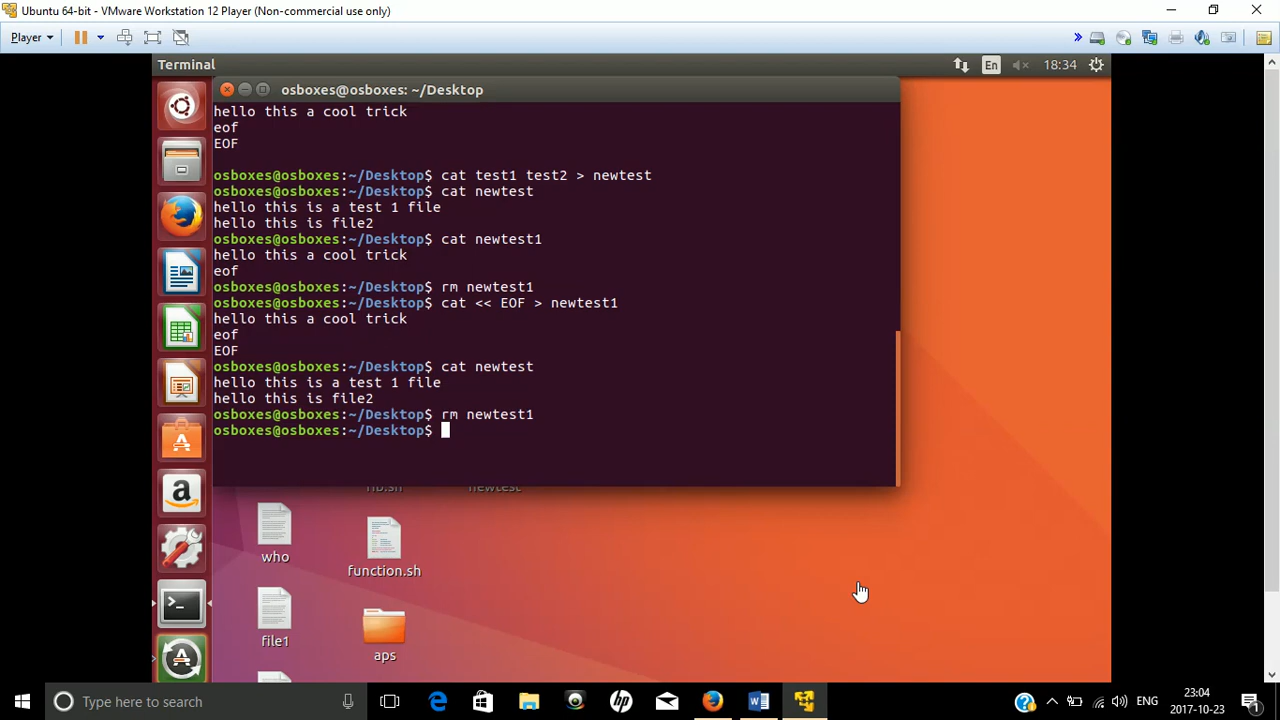 Ubuntu 64-bit - VMware Workstation 12 Player (Non-commercial use only)
Player
Terminal
En
18:34
osboxes@osboxes: ~/Desktop
hello this a cool trick
eof
EOF
osboxes@osboxes:~/Desktop$ cat test1 test2 > newtest
osboxes@osboxes:~/Desktop$ cat newtest
hello this is a test 1 file
hello this is file2
osboxes@osboxes:~/Desktop$ cat newtest1
hello this a cool trick
eof
osboxes@osboxes:~/Desktop$ rm newtest1
osboxes@osboxes:~/Desktop$ cat << EOF > newtest1
hello this a cool trick
eof
EOF
osboxes@osboxes:~/Desktop$ cat newtest
hello this is a test 1 file
hello this is file2
osboxes@osboxes:~/Desktop$ rm newtest1
osboxes@osboxes:~/Desktop$
newtest
who
function.sh
file1
aps
Type here to search
ENG
23:04
2017-10-23